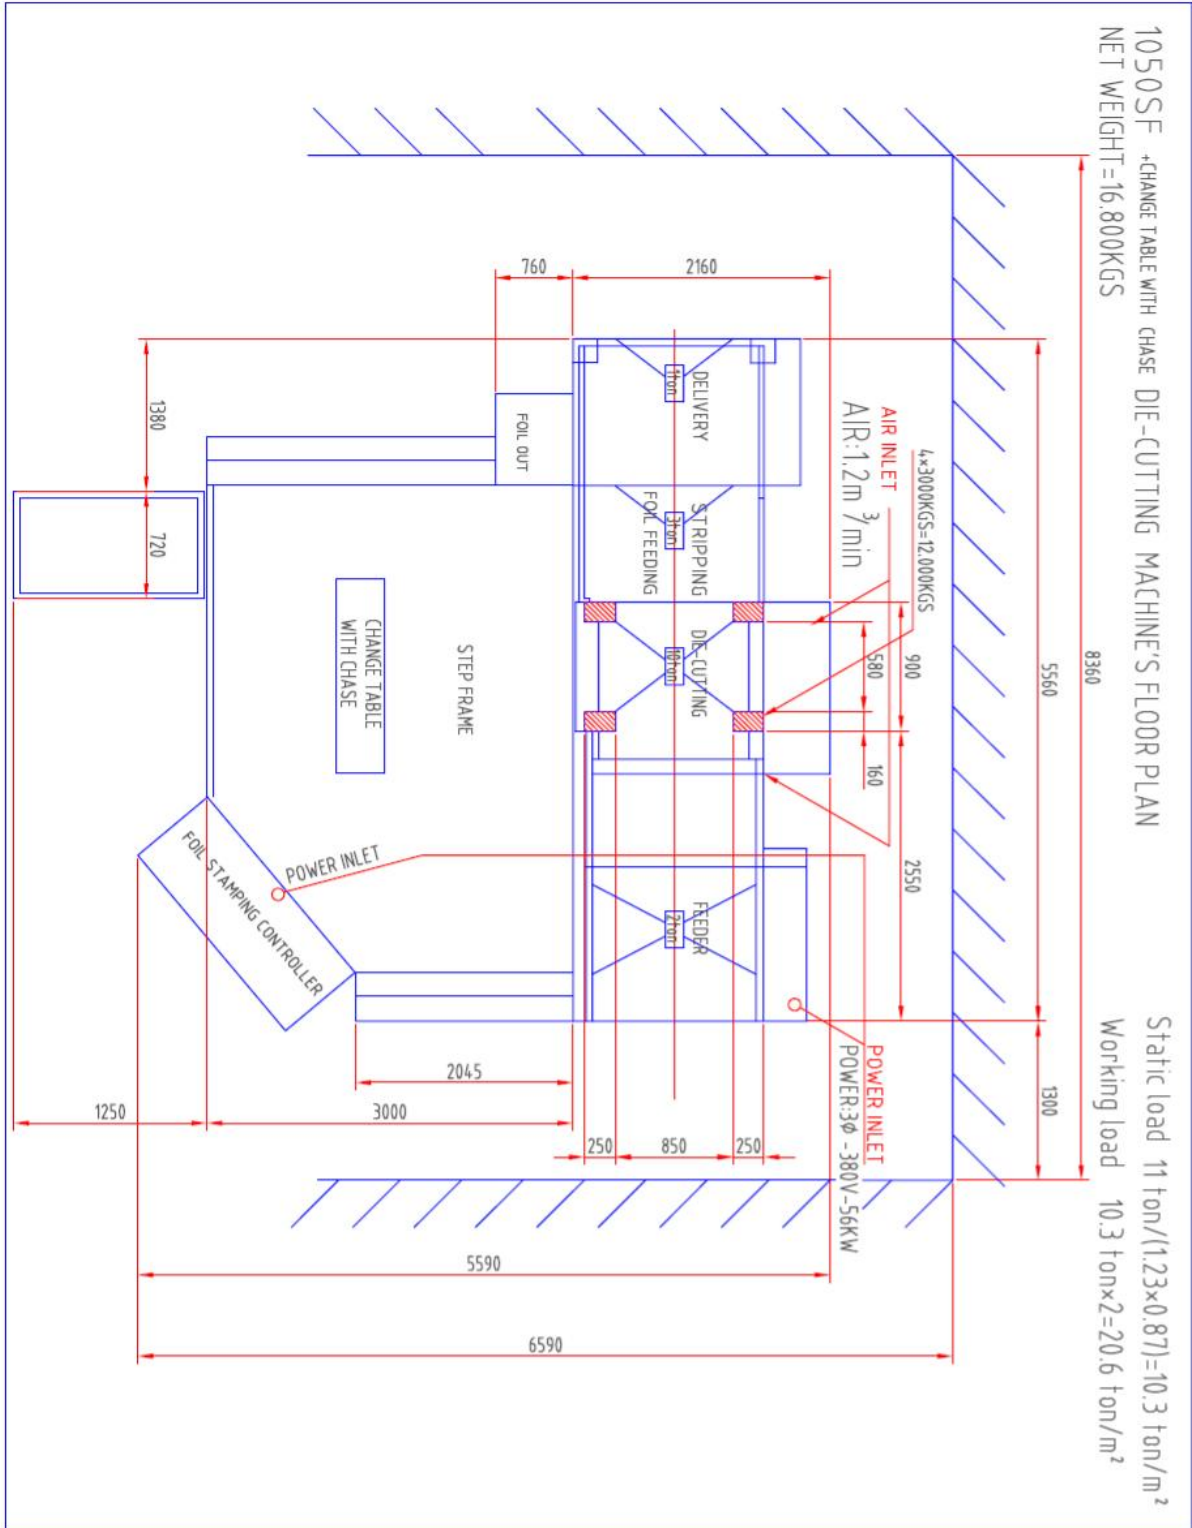 1050SF +CHANGE TABLE WITH CHASE DIE-CUTTING MACHINE'S FLOOR PLAN
NET WEIGHT=16.800KGS
Static load 11 ton/(1.23×0.87)=10.3 ton/m²
Working load 10.3 ton×2=20.6 ton/m²
8360
5560
1300
4×3000KGS=12.000KGS
900
2550
AIR INLET
AIR:1.2m³/min
580
160
POWER INLET
POWER:3Ø-380V-56KW
2160
760
DELIVERY
1ton
STRIPPING
FOIL FEEDING
3ton
DIE-CUTTING
10ton
FEEDER
2ton
250
850
250
FOIL OUT
STEP FRAME
CHANGE TABLE
WITH CHASE
POWER INLET
FOIL STAMPING CONTROLLER
2045
3000
1250
1380
720
5590
6590